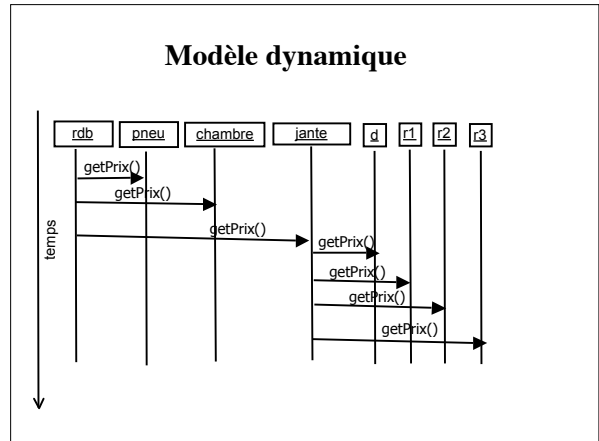 Modèle dynamique
rdb pneu chambre jante d r1 r2 r3
getPrix()
getPrix()
getPrix()
getPrix()
getPrix()
getPrix()
getPrix()
temps